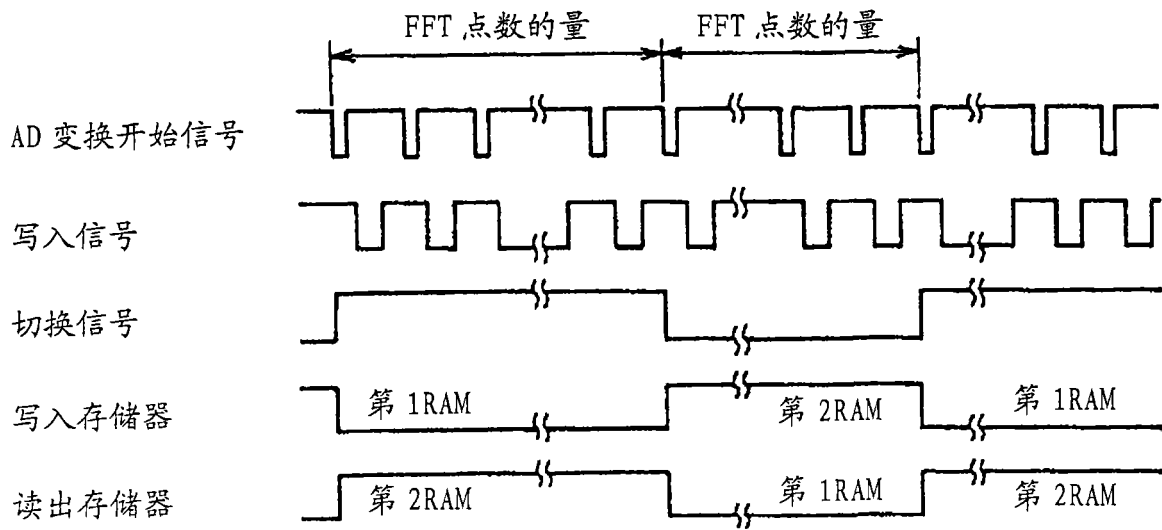 FFT 点数的量 FFT 点数的量
AD 变换开始信号
写入信号
切换信号
写入存储器 第 1RAM 第 2RAM 第 1RAM
读出存储器 第 2RAM 第 1RAM 第 2RAM